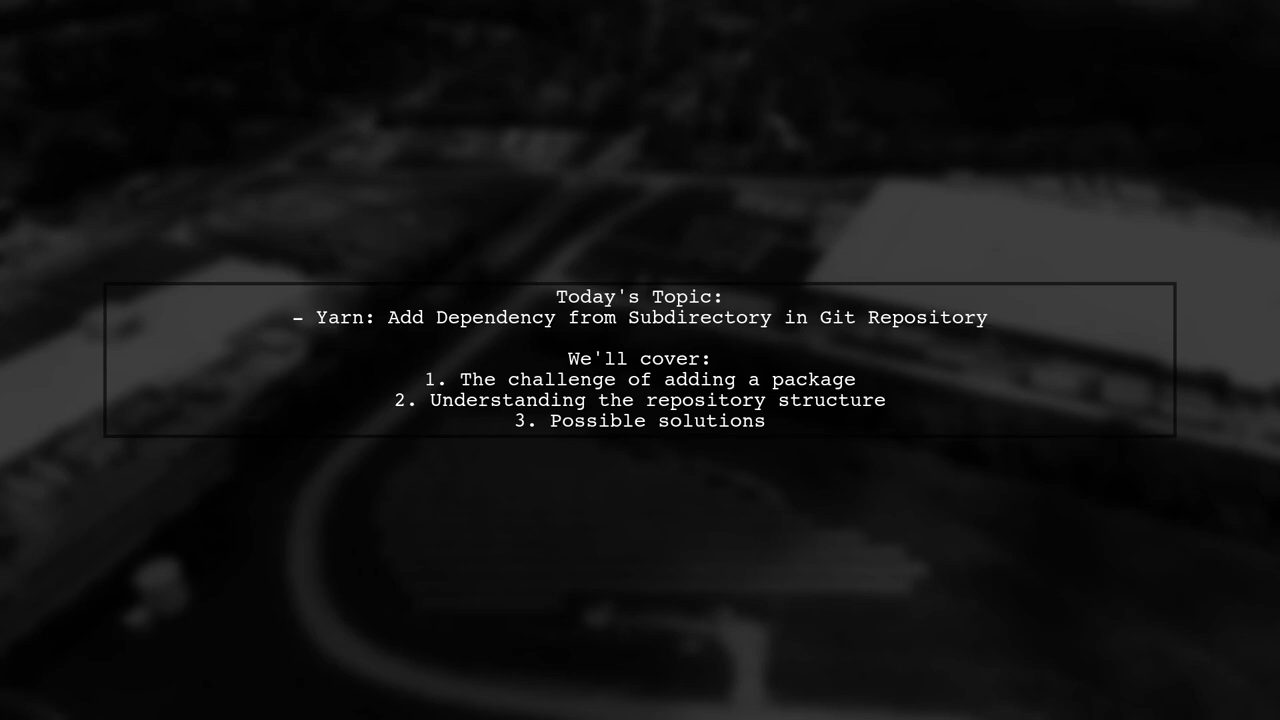 Today's Topic:
– Yarn: Add Dependency from Subdirectory in Git Repository
We'll cover:
1. The challenge of adding a package
2. Understanding the repository structure
3. Possible solutions